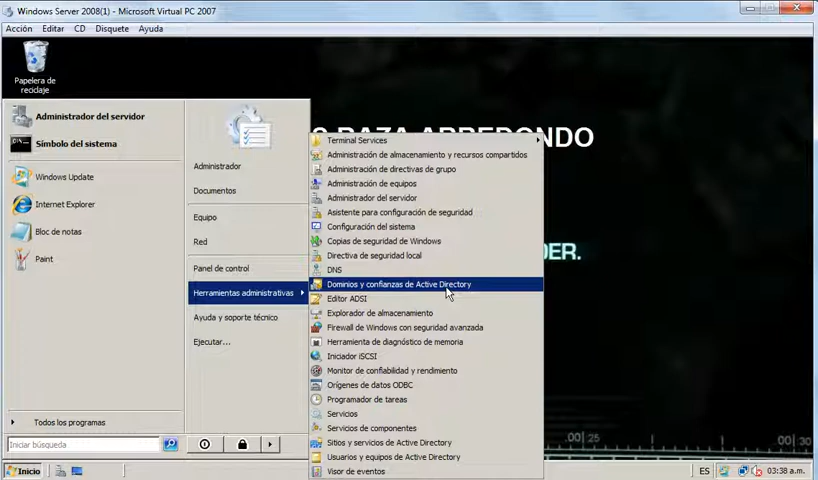 Windows Server 2008(1) - Microsoft Virtual PC 2007
Acción Editar CD Disquete Ayuda
Papelera de
reciclaje
RAZA ARREDONDO
DER.
Administrador del servidor
Símbolo del sistema
Windows Update
Internet Explorer
Bloc de notas
Paint
Todos los programas
Iniciar búsqueda
Administrador
Documentos
Equipo
Red
Panel de control
Herramientas administrativas
Ayuda y soporte técnico
Ejecutar...
Terminal Services
Administración de almacenamiento y recursos compartidos
Administración de directivas de grupo
Administración de equipos
Administrador del servidor
Asistente para configuración de seguridad
Configuración del sistema
Copias de seguridad de Windows
Directiva de seguridad local
DNS
Dominios y confianzas de Active Directory
Editor ADSI
Explorador de almacenamiento
Firewall de Windows con seguridad avanzada
Herramienta de diagnóstico de memoria
Iniciador iSCSI
Monitor de confiabilidad y rendimiento
Orígenes de datos ODBC
Programador de tareas
Servicios
Servicios de componentes
Sitios y servicios de Active Directory
Usuarios y equipos de Active Directory
Visor de eventos
.00|25 .00|30
Inicio
ES 03:38 a.m.